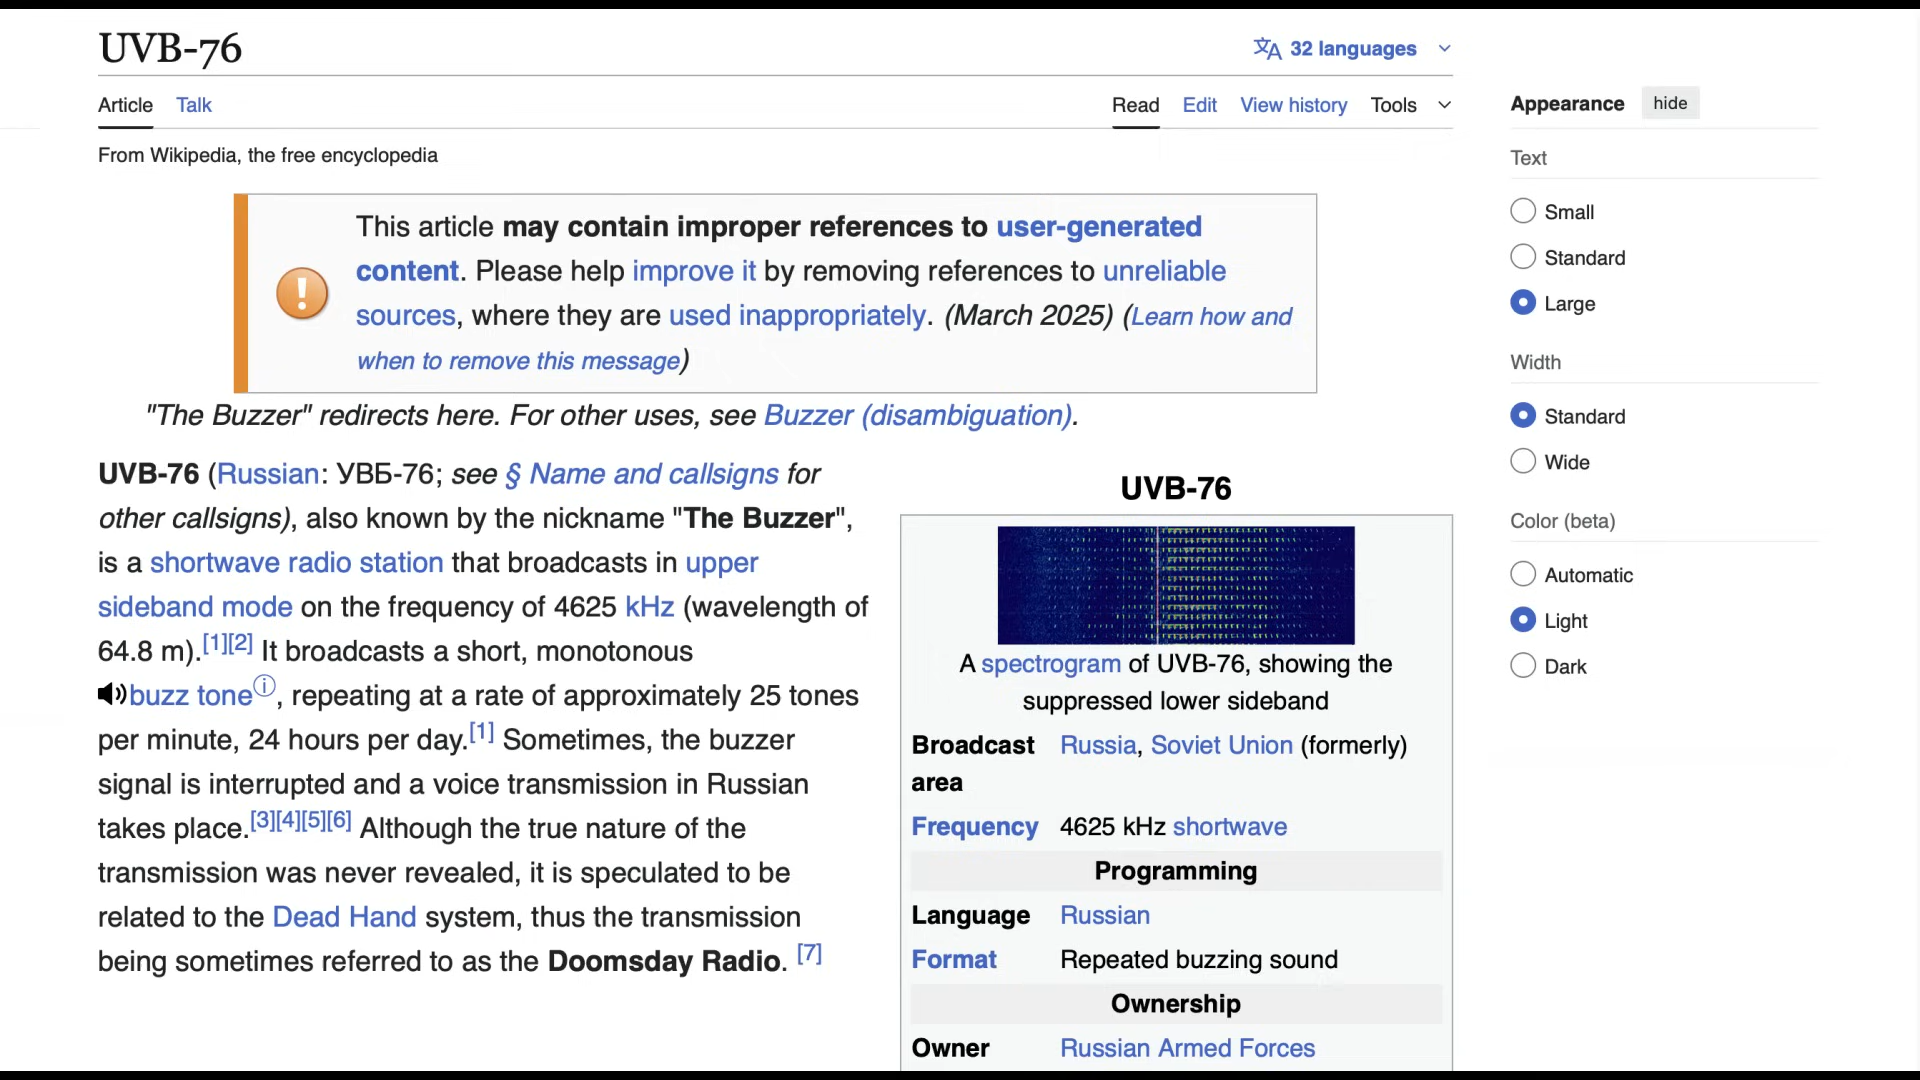 UVB-76
32 languages
Article Talk
Read Edit View history Tools
From Wikipedia, the free encyclopedia
This article may contain improper references to user-generated
content. Please help improve it by removing references to unreliable
sources, where they are used inappropriately. (March 2025) (Learn how and
when to remove this message)
"The Buzzer" redirects here. For other uses, see Buzzer (disambiguation).
UVB-76 (Russian: УВБ-76; see § Name and callsigns for
other callsigns), also known by the nickname "The Buzzer",
is a shortwave radio station that broadcasts in upper
sideband mode on the frequency of 4625 kHz (wavelength of
64.8 m).[1][2] It broadcasts a short, monotonous
buzz toneⓘ, repeating at a rate of approximately 25 tones
per minute, 24 hours per day.[1] Sometimes, the buzzer
signal is interrupted and a voice transmission in Russian
takes place.[3][4][5][6] Although the true nature of the
transmission was never revealed, it is speculated to be
related to the Dead Hand system, thus the transmission
being sometimes referred to as the Doomsday Radio. [7]
UVB-76
A spectrogram of UVB-76, showing the
suppressed lower sideband
Broadcast area Russia, Soviet Union (formerly)
Frequency 4625 kHz shortwave
Programming
Language Russian
Format Repeated buzzing sound
Ownership
Owner Russian Armed Forces
Appearance hide
Text
Small
Standard
Large
Width
Standard
Wide
Color (beta)
Automatic
Light
Dark